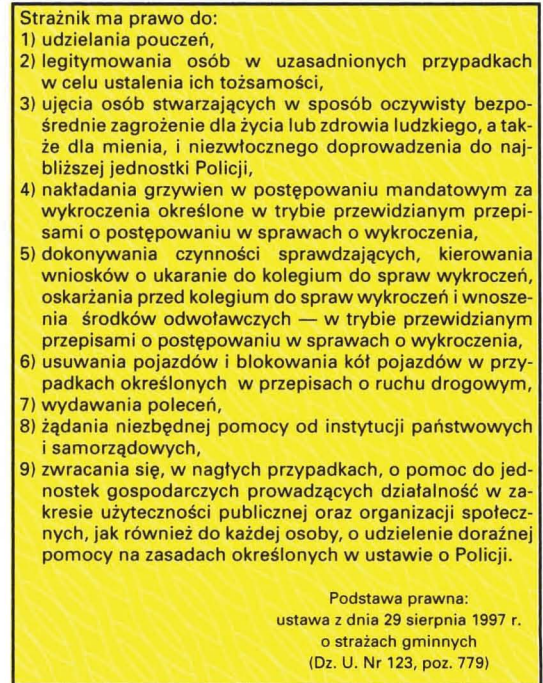 Strażnik ma prawo do:
1) udzielania pouczeń,
2) legitymowania osób w uzasadnionych przypadkach
w celu ustalenia ich tożsamości,
3) ujęcia osób stwarzających w sposób oczywisty bezpo-
średnie zagrożenie dla życia lub zdrowia ludzkiego, a tak-
że dla mienia, i niezwłocznego doprowadzenia do naj-
bliższej jednostki Policji,
4) nakładania grzywien w postępowaniu mandatowym za
wykroczenia określone w trybie przewidzianym przepi-
sami o postępowaniu w sprawach o wykroczenia,
5) dokonywania czynności sprawdzających, kierowania
wniosków o ukaranie do kolegium do spraw wykroczeń,
oskarżania przed kolegium do spraw wykroczeń i wnosze-
nia środków odwoławczych — w trybie przewidzianym
przepisami o postępowaniu w sprawach o wykroczenia,
6) usuwania pojazdów i blokowania kół pojazdów w przy-
padkach określonych w przepisach o ruchu drogowym,
7) wydawania poleceń,
8) żądania niezbędnej pomocy od instytucji państwowych
i samorządowych,
9) zwracania się, w nagłych przypadkach, o pomoc do jed-
nostek gospodarczych prowadzących działalność w za-
kresie użyteczności publicznej oraz organizacji społecz-
nych, jak również do każdej osoby, o udzielenie doraźnej
pomocy na zasadach określonych w ustawie o Policji.
Podstawa prawna:
ustawa z dnia 29 sierpnia 1997 r.
o strażach gminnych
(Dz. U. Nr 123, poz. 779)